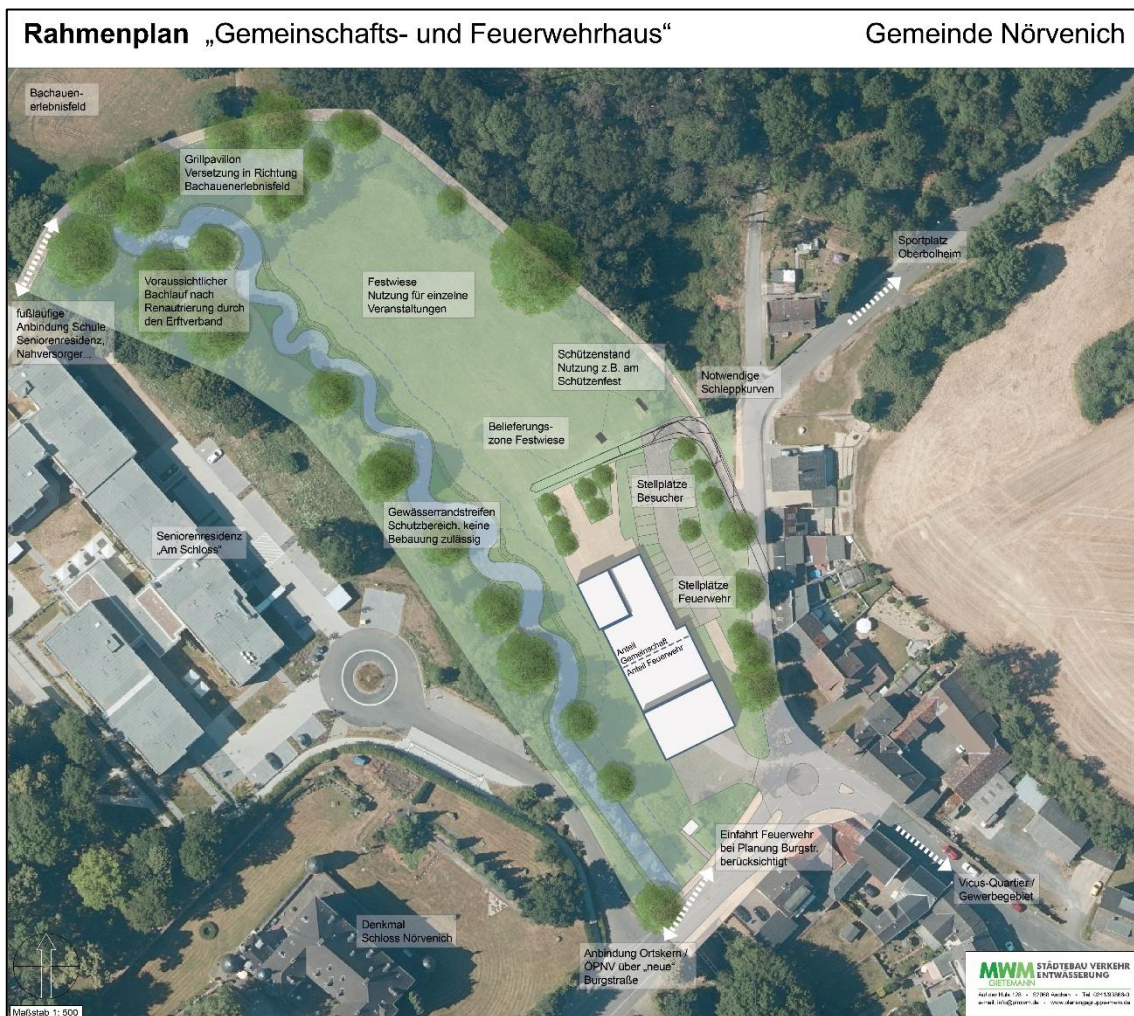 Rahmenplan „Gemeinschafts- und Feuerwehrhaus“ Gemeinde Nörvenich
Bachauen-
erlebnisfeld
Grillpavillon
Versetzung in Richtung
Bachauenerlebnisfeld
Sportplatz
Oberbolheim
Voraussichtlicher
Bachlauf nach
Renautrierung durch
den Erftverband
Festwiese
Nutzung für einzelne
Veranstaltungen
fußläufige
Anbindung Schule,
Seniorenresidenz,
Nahversorger...
Schützenstand
Nutzung z.B. am
Schützenfest
Notwendige
Schleppkurven
Belieferungs-
zone Festwiese
Stellplätze
Besucher
Gewässerrandstreifen
Schutzbereich, keine
Bebauung zulässig
Seniorenresidenz
„Am Schloss“
Stellplätze
Feuerwehr
Anteil
Gemeinschaft
Anteil Feuerwehr
Einfahrt Feuerwehr
bei Planung Burgstr.
berücksichtigt
Vicus-Quartier /
Gewerbegebiet
Denkmal
Schloss Nörvenich
Anbindung Ortskern /
ÖPNV über „neue“
Burgstraße
MWM STÄDTEBAU VERKEHR
GIETEMANN ENTWÄSSERUNG
Maßstab 1: 500